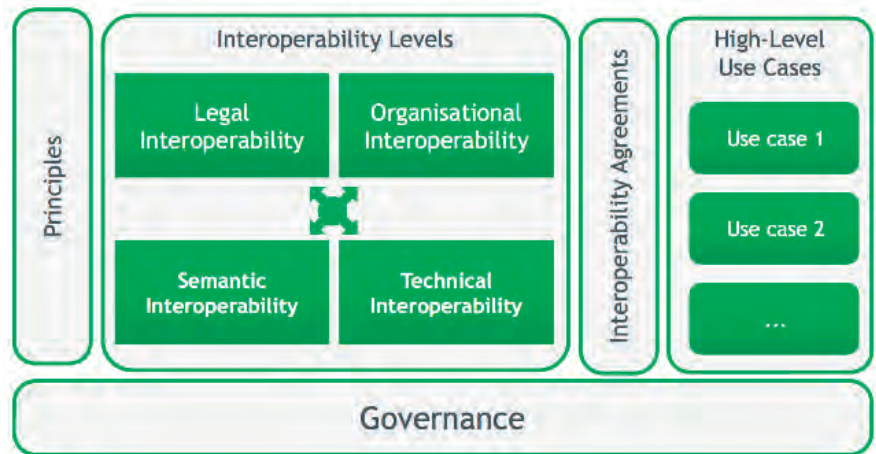 Principles
Interoperability Levels
Legal
Interoperability
Organisational
Interoperability
Semantic
Interoperability
Technical
Interoperability
Interoperability Agreements
High-Level
Use Cases
Use case 1
Use case 2
...
Governance